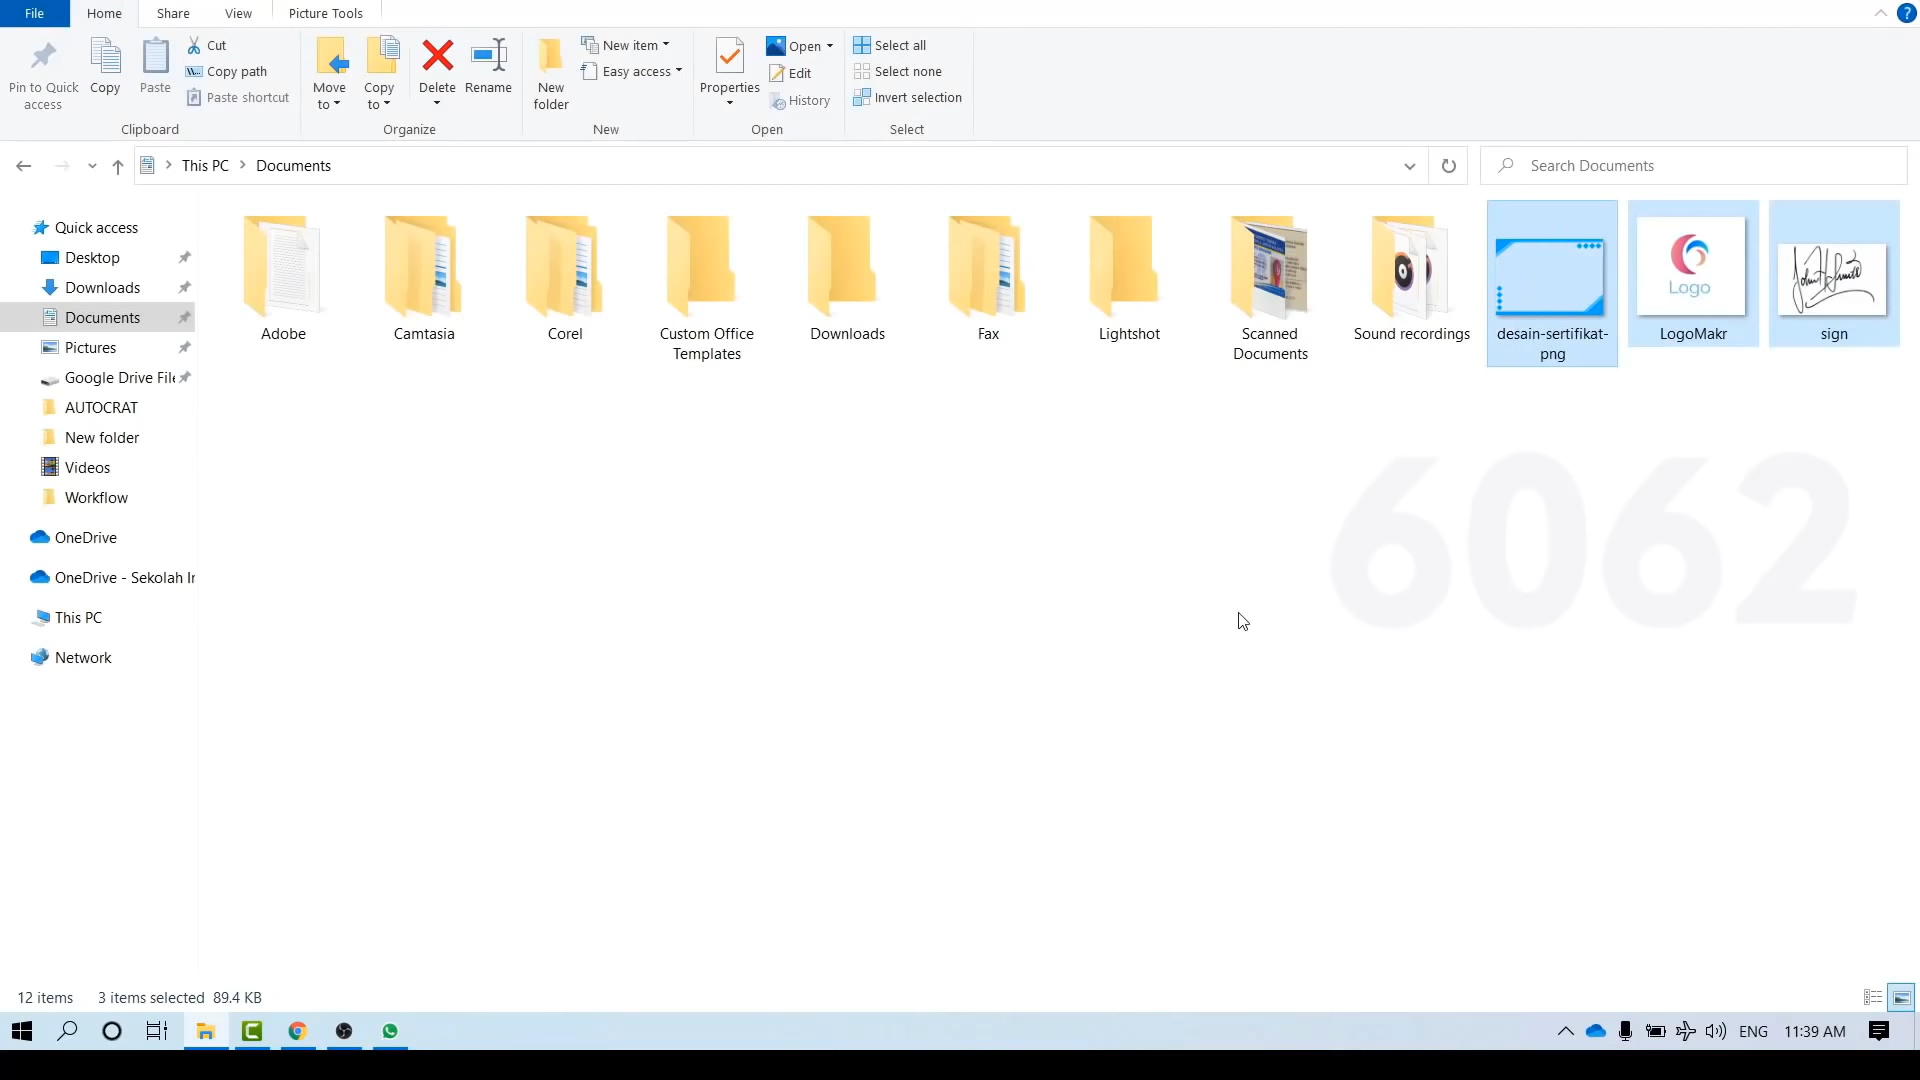 File
Home
Share
View
Picture Tools
Pin to Quick access
Copy
Paste
Cut
Copy path
Paste shortcut
Clipboard
Move to
Copy to
Delete
Rename
Organize
New folder
New item
Easy access
New
Properties
Open
Edit
History
Open
Select all
Select none
Invert selection
Select
This PC
Documents
Search Documents
Quick access
Desktop
Downloads
Documents
Pictures
Google Drive File
AUTOCRAT
New folder
Videos
Workflow
OneDrive
OneDrive - Sekolah Ir
This PC
Network
Adobe
Camtasia
Corel
Custom Office
Templates
Downloads
Fax
Lightshot
Scanned
Documents
Sound recordings
desain-sertifikat-
png
Logo
LogoMakr
sign
6062
12 items
3 items selected 89.4 KB
ENG
11:39 AM